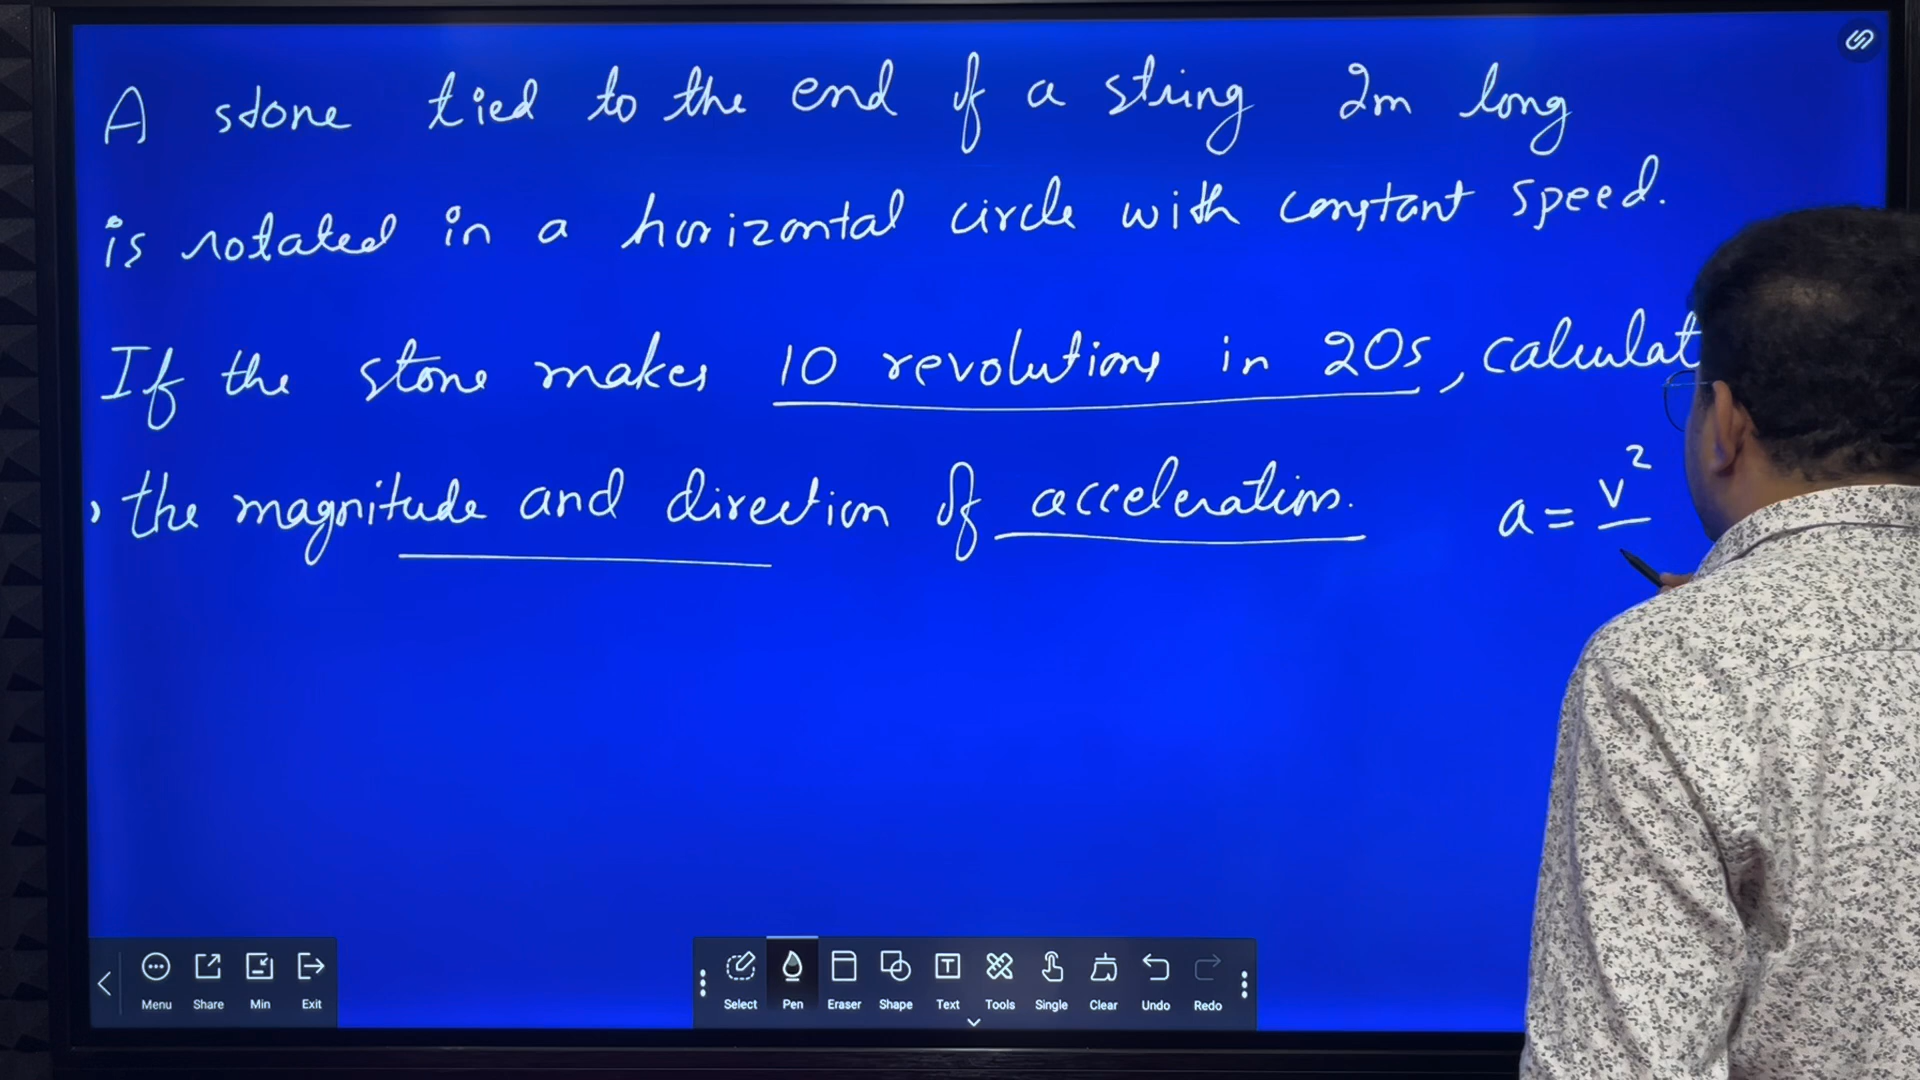 A stone tied to the end of a string 2m long
is rotated in a horizontal circle with constant speed.
If the stone makes 10 revolutions in 20s, calculat
the magnitude and direction of acceleration.
a = v²
Menu Share Min Exit
Select Pen Eraser Shape Text Tools Single Clear Undo Redo